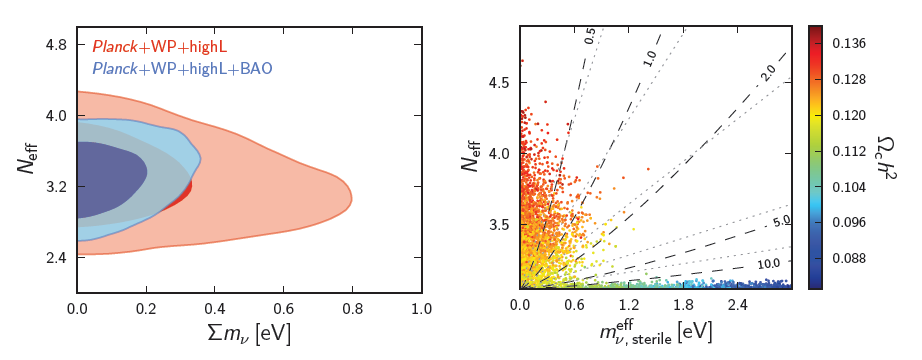 Planck+WP+highL
Planck+WP+highL+BAO
4.8
4.0
3.2
2.4
N_eff
0.0 0.2 0.4 0.6 0.8 1.0
Σm_ν [eV]
0.5
1.0
2.0
5.0
10.0
4.5
4.0
3.5
N_eff
0.0 0.6 1.2 1.8 2.4
m^eff_ν, sterile [eV]
0.136
0.128
0.120
0.112
0.104
0.096
0.088
Ω_c h²